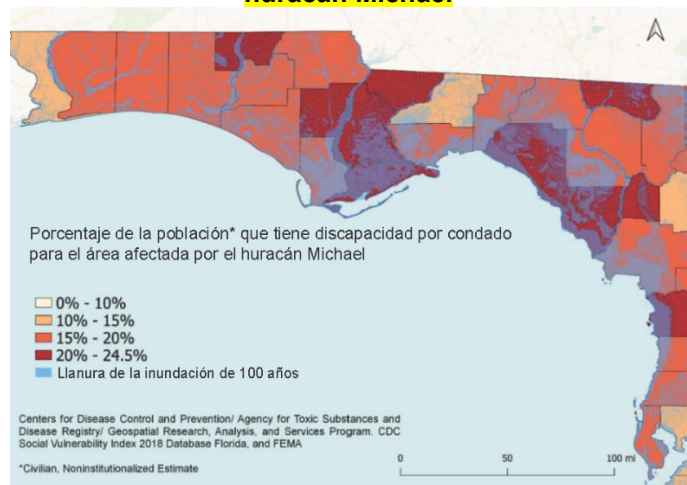 huracán Michael
Porcentaje de la población* que tiene discapacidad por condado
para el área afectada por el huracán Michael
0% - 10%
10% - 15%
15% - 20%
20% - 24.5%
Llanura de la inundación de 100 años
Centers for Disease Control and Prevention/ Agency for Toxic Substances and
Disease Registry/ Geospatial Research, Analysis, and Services Program. CDC
Social Vulnerability Index 2018 Database Florida, and FEMA
*Civilian, Noninstitutionalized Estimate
0 50 100 mi